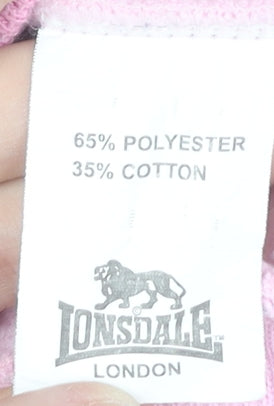 65% POLYESTER
35% COTTON
LONSDALE
LONDON